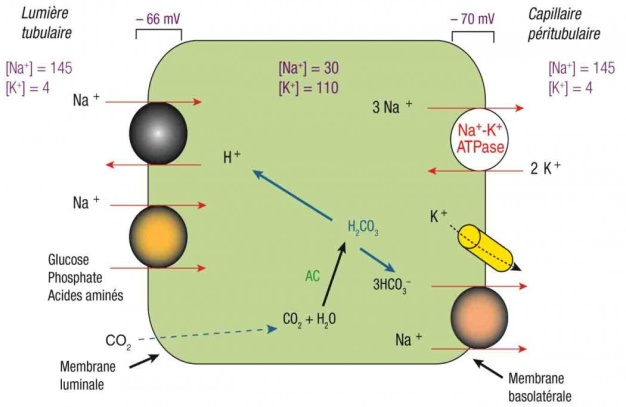 Lumière
tubulaire
– 66 mV
– 70 mV
Capillaire
péritubulaire
[Na⁺] = 145
[K⁺] = 4
[Na⁺] = 30
[K⁺] = 110
[Na⁺] = 145
[K⁺] = 4
Na +
3 Na +
Na⁺-K⁺
ATPase
H+
2 K+
Na +
K+
H₂CO₃
Glucose
Phosphate
Acides aminés
AC
3HCO₃⁻
CO₂ + H₂O
CO₂
Na +
Membrane
luminale
Membrane
basolatérale